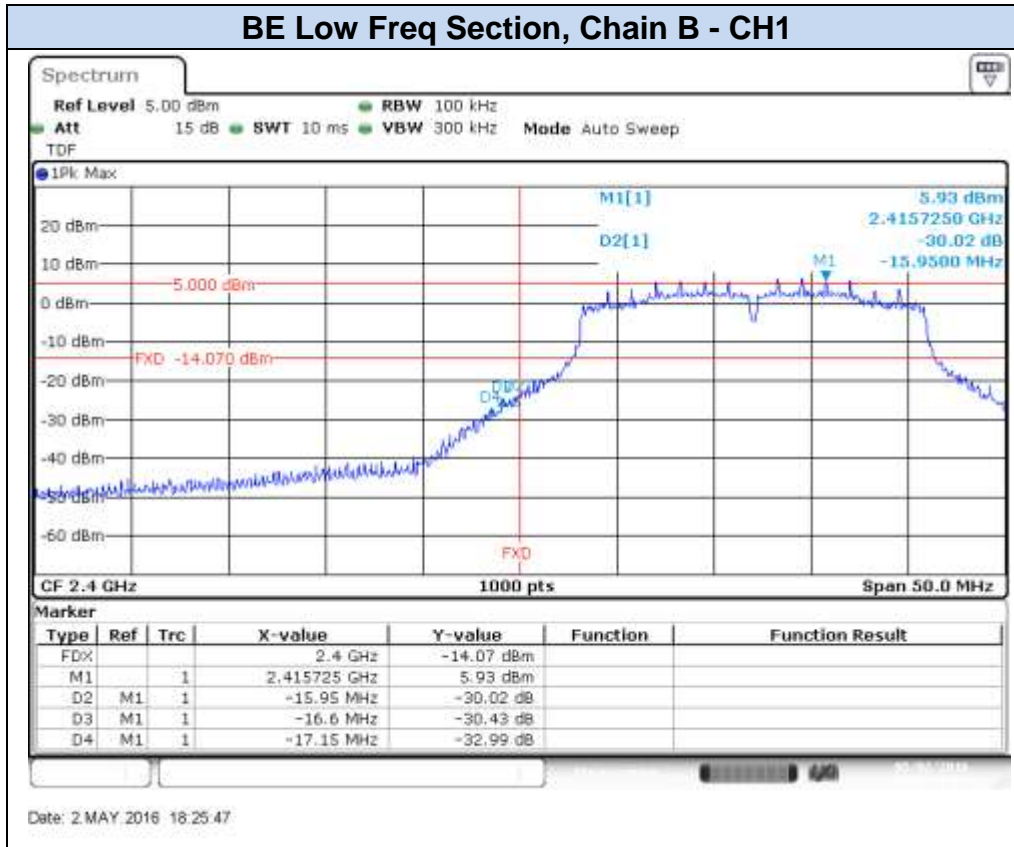 BE Low Freq Section, Chain B - CH1
Spectrum
Ref Level 5.00 dBm RBW 100 kHz
Att 15 dB SWT 10 ms VBW 300 kHz Mode Auto Sweep
TDF
1Pk Max
M1[1] 5.93 dBm
2.4157250 GHz
20 dBm
D2[1] -30.02 dB
10 dBm M1 -15.9500 MHz
5.000 dBm
0 dBm
-10 dBm
FXD -14.070 dBm
-20 dBm
D4
-30 dBm
-40 dBm
-50 dBm
-60 dBm
FXD
CF 2.4 GHz 1000 pts Span 50.0 MHz
Marker
Type Ref Trc X-value Y-value Function Function Result
FDX 2.4 GHz -14.07 dBm
M1 1 2.415725 GHz 5.93 dBm
D2 M1 1 -15.95 MHz -30.02 dB
D3 M1 1 -16.6 MHz -30.43 dB
D4 M1 1 -17.15 MHz -32.99 dB
Date: 2.MAY.2016 18:25:47